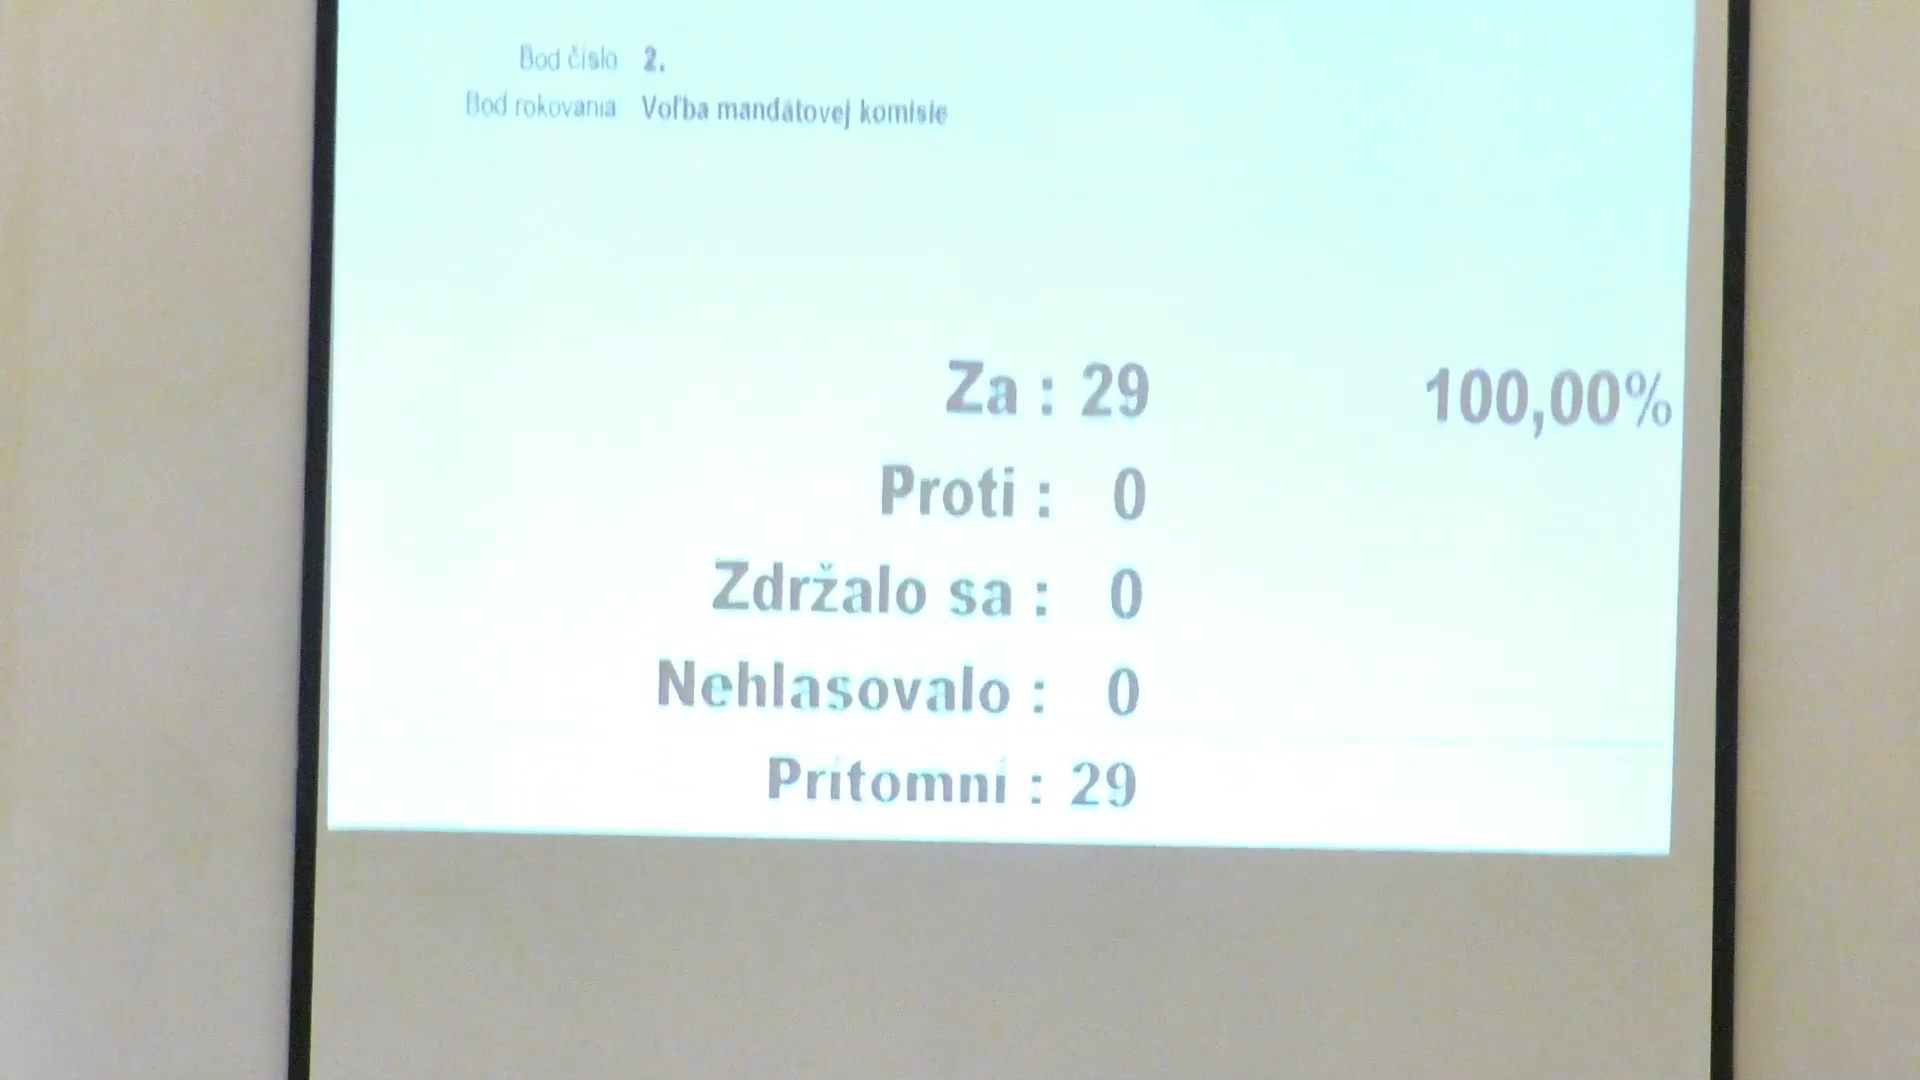 Bod číslo 2.
Bod rokovania Voľba mandátovej komisie
Za : 29 100,00%
Proti : 0
Zdržalo sa : 0
Nehlasovalo : 0
Prítomní : 29